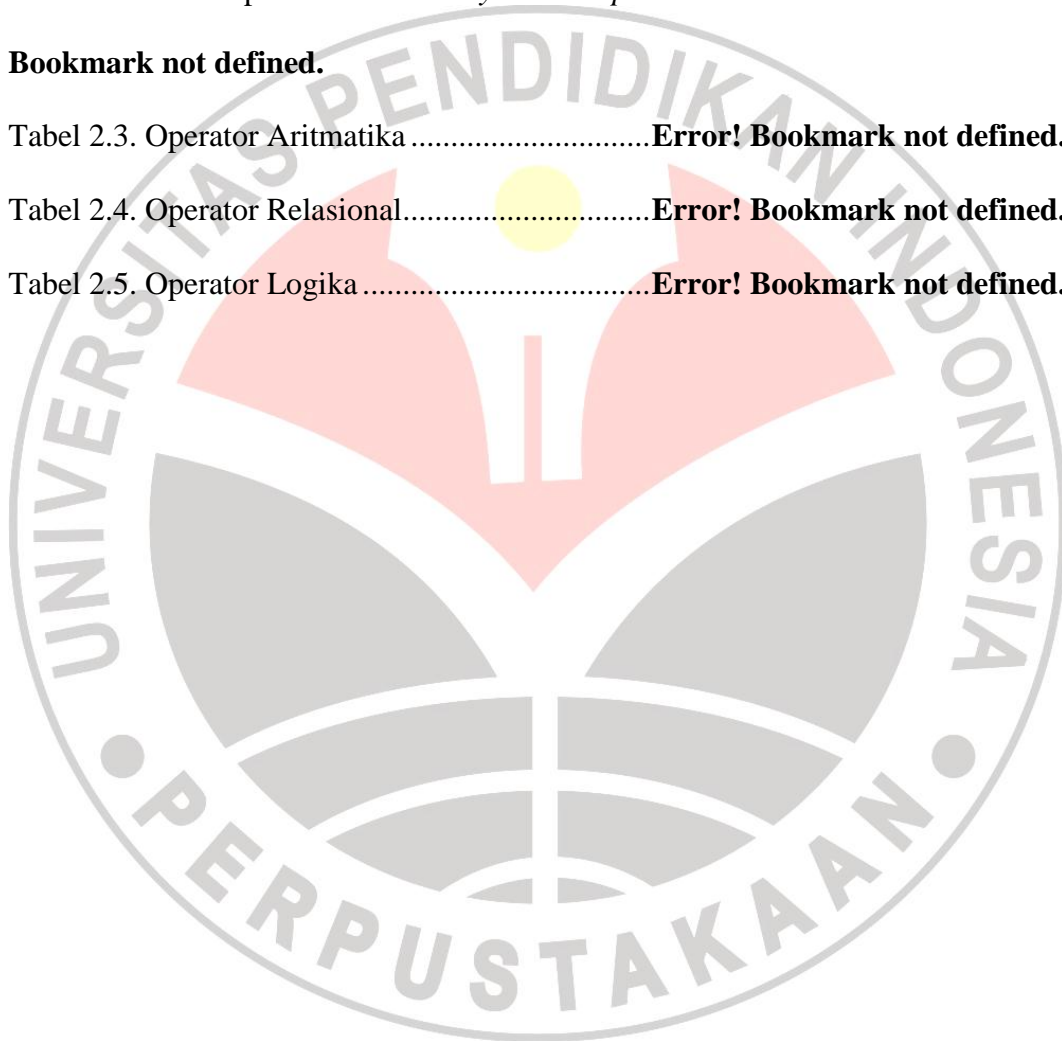 Bookmark not defined.
Tabel 2.3. Operator Aritmatika ............................Error! Bookmark not defined.
Tabel 2.4. Operator Relasional.............................Error! Bookmark not defined.
Tabel 2.5. Operator Logika..................................Error! Bookmark not defined.
UNIVERSITAS PENDIDIKAN INDONESIA
PERPUSTAKAAN